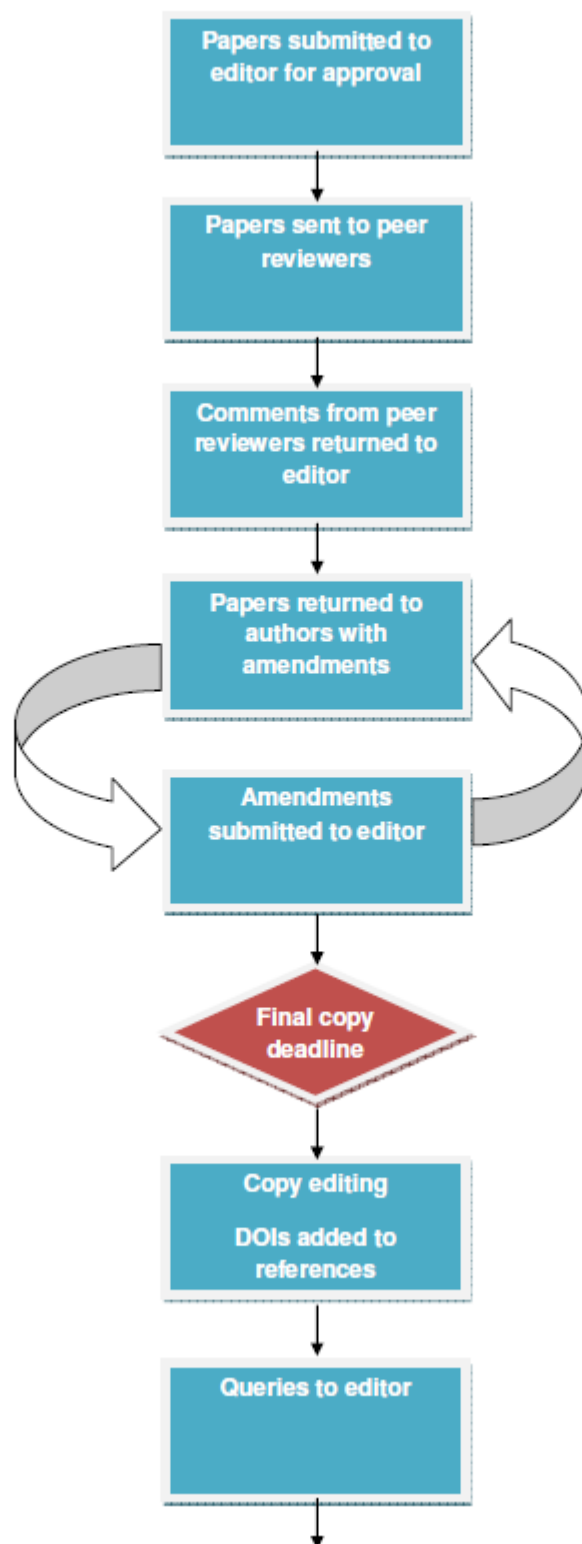 Papers submitted to
editor for approval
Papers sent to peer
reviewers
Comments from peer
reviewers returned to
editor
Papers returned to
authors with
amendments
Amendments
submitted to editor
Final copy
deadline
Copy editing
DOIs added to
references
Queries to editor